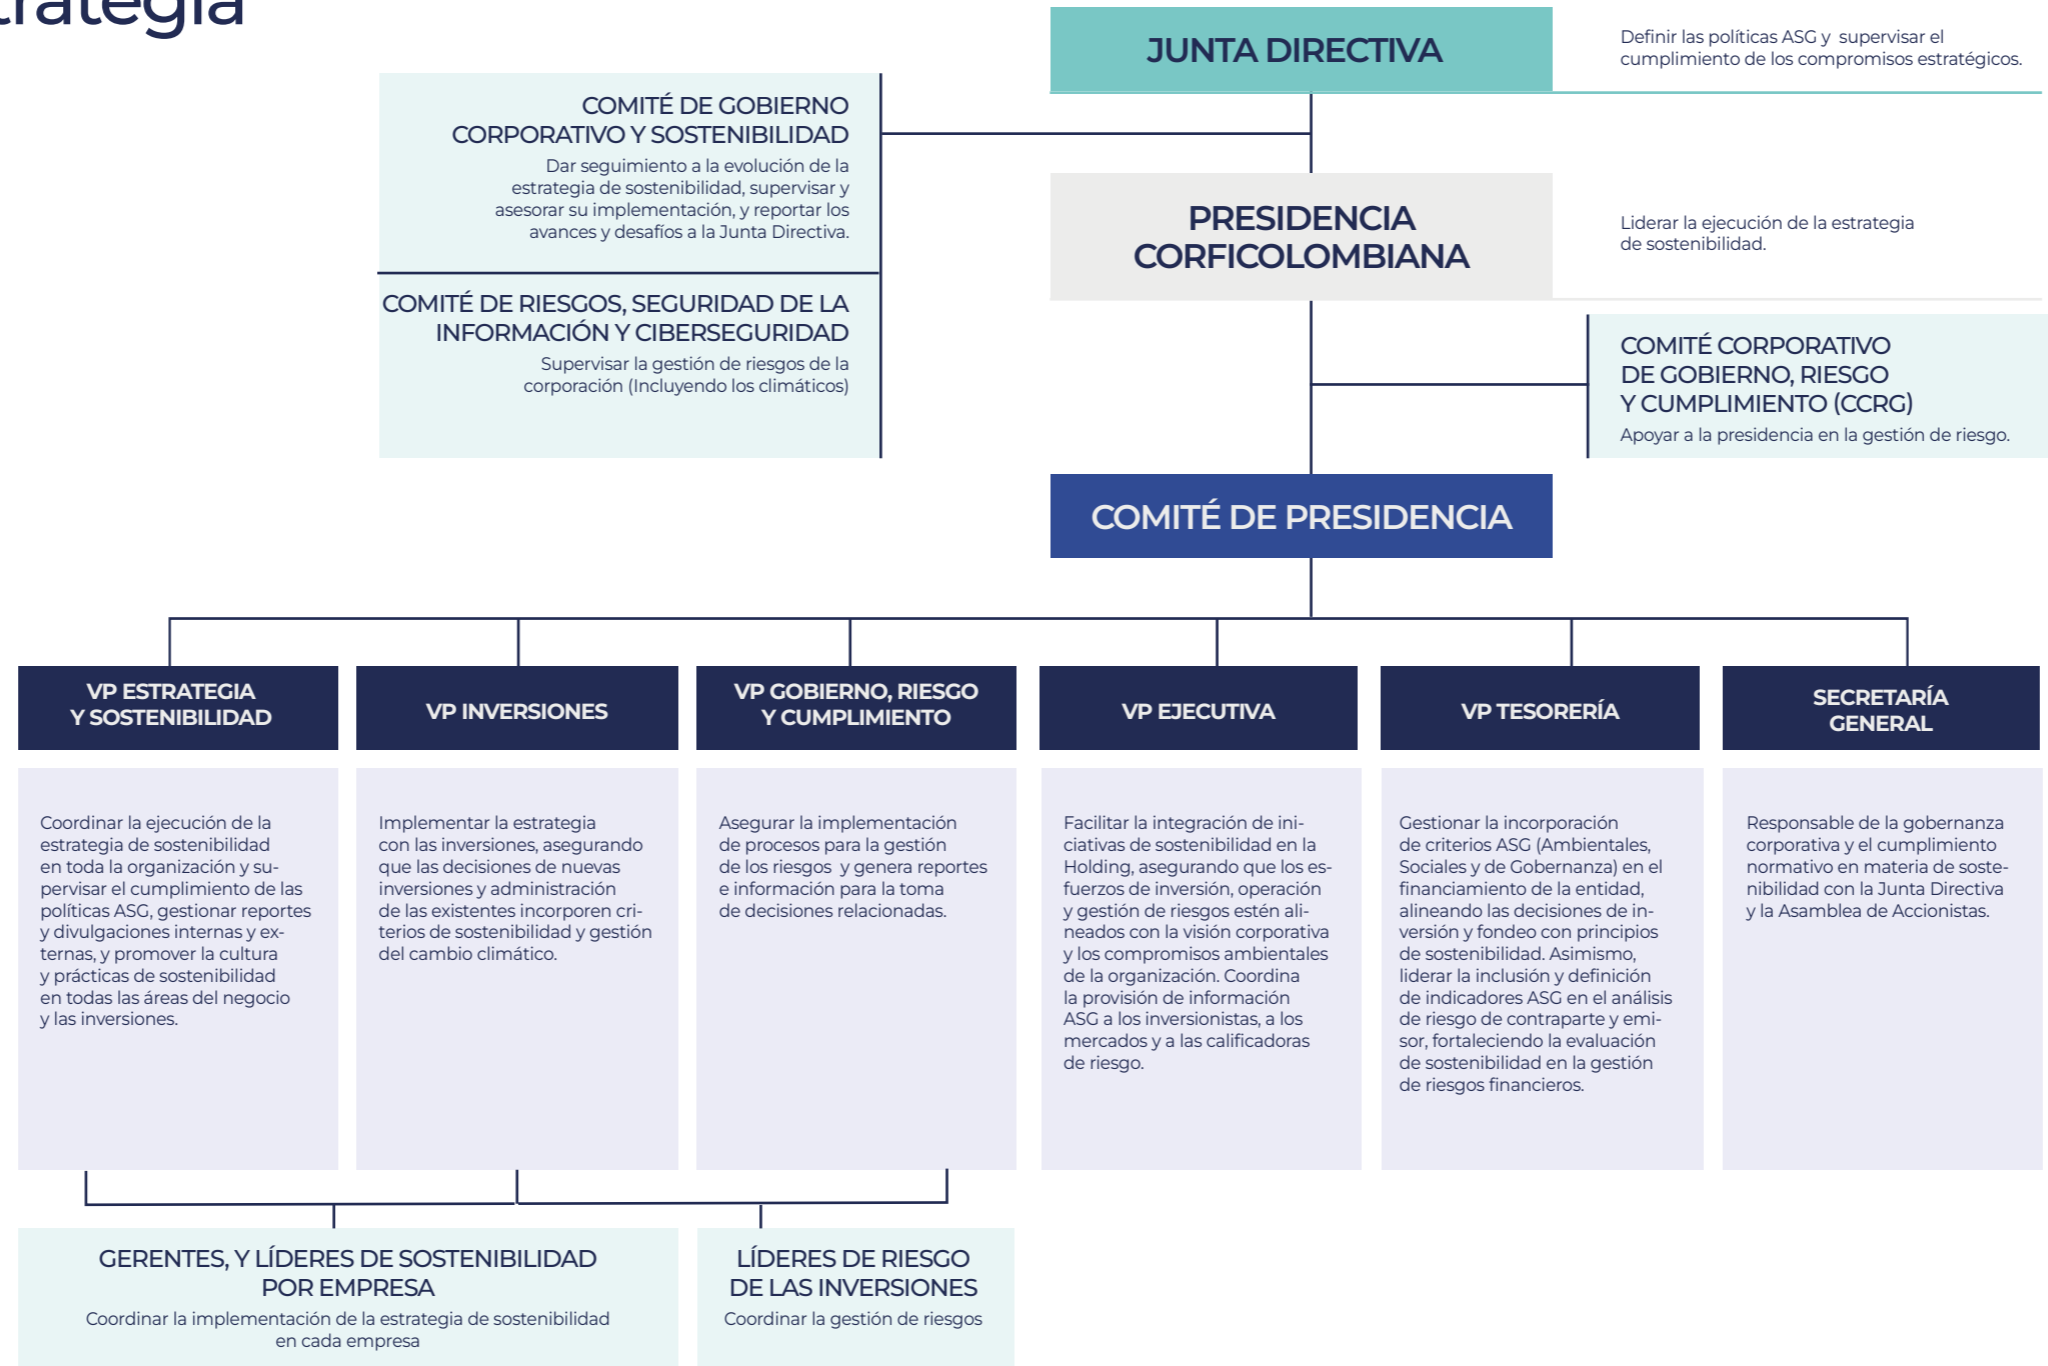 trategia
JUNTA DIRECTIVA
Definir las políticas ASG y supervisar el
cumplimiento de los compromisos estratégicos.
COMITÉ DE GOBIERNO
CORPORATIVO Y SOSTENIBILIDAD
Dar seguimiento a la evolución de la
estrategia de sostenibilidad, supervisar y
asesorar su implementación, y reportar los
avances y desafíos a la Junta Directiva.
PRESIDENCIA
CORFICOLOMBIANA
Liderar la ejecución de la estrategia
de sostenibilidad.
COMITÉ DE RIESGOS, SEGURIDAD DE LA
INFORMACIÓN Y CIBERSEGURIDAD
Supervisar la gestión de riesgos de la
corporación (Incluyendo los climáticos)
COMITÉ CORPORATIVO
DE GOBIERNO, RIESGO
Y CUMPLIMIENTO (CCRG)
Apoyar a la presidencia en la gestión de riesgo.
COMITÉ DE PRESIDENCIA
VP ESTRATEGIA
Y SOSTENIBILIDAD
Coordinar la ejecución de la
estrategia de sostenibilidad
en toda la organización y su-
pervisar el cumplimiento de las
políticas ASG, gestionar reportes
y divulgaciones internas y ex-
ternas, y promover la cultura
y prácticas de sostenibilidad
en todas las áreas del negocio
y las inversiones.
VP INVERSIONES
Implementar la estrategia
con las inversiones, asegurando
que las decisiones de nuevas
inversiones y administración
de las existentes incorporen cri-
terios de sostenibilidad y gestión
del cambio climático.
VP GOBIERNO, RIESGO
Y CUMPLIMIENTO
Asegurar la implementación
de procesos para la gestión
de los riesgos y genera reportes
e información para la toma
de decisiones relacionadas.
VP EJECUTIVA
Facilitar la integración de ini-
ciativas de sostenibilidad en la
Holding, asegurando que los es-
fuerzos de inversión, operación
y gestión de riesgos estén ali-
neados con la visión corporativa
y los compromisos ambientales
de la organización. Coordina
la provisión de información
ASG a los inversionistas, a los
mercados y a las calificadoras
de riesgo.
VP TESORERÍA
Gestionar la incorporación
de criterios ASG (Ambientales,
Sociales y de Gobernanza) en el
financiamiento de la entidad,
alineando las decisiones de in-
versión y fondeo con principios
de sostenibilidad. Asimismo,
liderar la inclusión y definición
de indicadores ASG en el análisis
de riesgo de contraparte y emi-
sor, fortaleciendo la evaluación
de sostenibilidad en la gestión
de riesgos financieros.
SECRETARÍA
GENERAL
Responsable de la gobernanza
corporativa y el cumplimiento
normativo en materia de soste-
nibilidad con la Junta Directiva
y la Asamblea de Accionistas.
GERENTES, Y LÍDERES DE SOSTENIBILIDAD
POR EMPRESA
Coordinar la implementación de la estrategia de sostenibilidad
en cada empresa
LÍDERES DE RIESGO
DE LAS INVERSIONES
Coordinar la gestión de riesgos